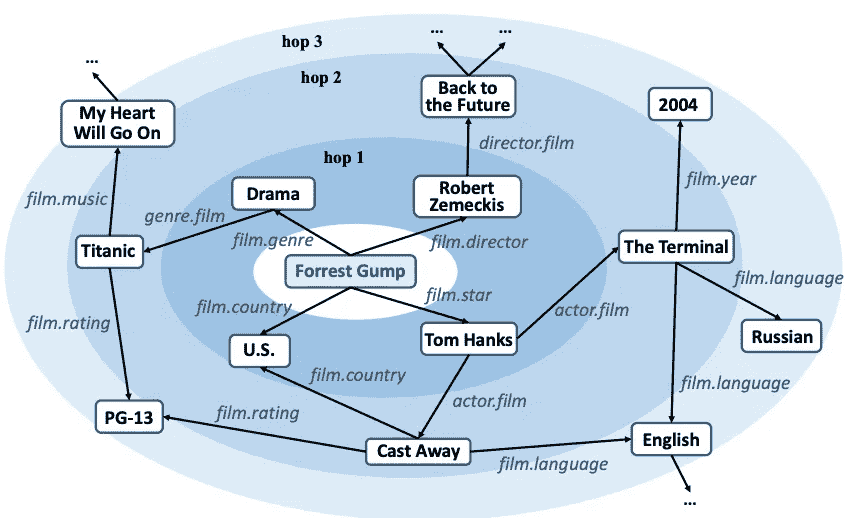 hop 3
...
...
...
hop 2
Back to
the Future
2004
My Heart
Will Go On
director.film
hop 1
film.year
Drama
Robert
Zemeckis
film.music
genre.film
film.genre
film.director
Titanic
The Terminal
Forrest Gump
film.language
film.country
film.star
actor.film
film.rating
U.S.
Tom Hanks
Russian
film.country
film.language
actor.film
PG-13
film.rating
English
Cast Away
film.language
...